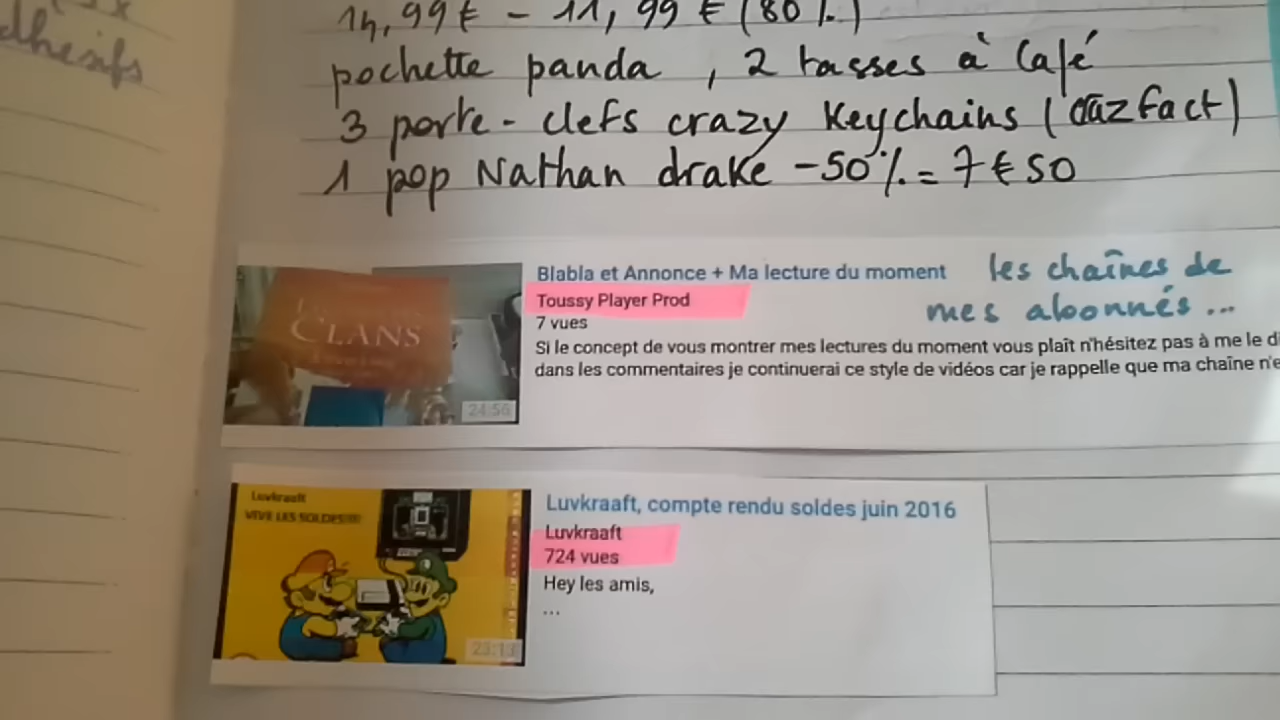 dhésifs
14,99€ - 11,99 € (80%)
pochette panda , 2 tasses à café
3 porte-clefs crazy Keychains (
1 pop Nathan drake -50% = 7€50
Blabla et Annonce + Ma lecture du moment
les chaînes de
mes abonnés...
Toussy Player Prod
7 vues
Si le concept de vous montrer mes lectures du moment vous plaît n'hésitez pas à me le d
dans les commentaires je continuerai ce style de vidéos car je rappelle que ma chaîne n'e
CLANS
24:56
Luvkraaft, compte rendu soldes juin 2016
Luvkraaft
724 vues
Hey les amis,
...
Luvkraaft
VIVE LES SOLDES!!!!
23:13